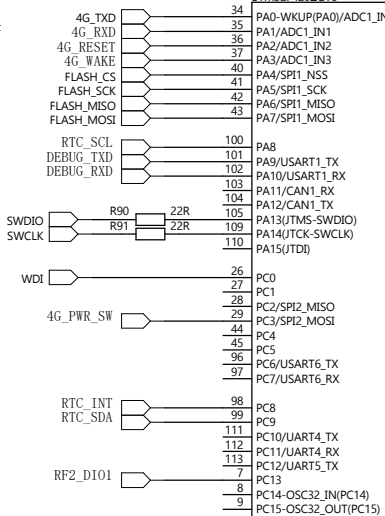 4G_TXD 34 PA0-WKUP(PA0)/ADC1_IN
4G_RXD 35 PA1/ADC1_IN1
4G_RESET 36 PA2/ADC1_IN2
4G_WAKE 37 PA3/ADC1_IN3
FLASH_CS 40 PA4/SPI1_NSS
FLASH_SCK 41 PA5/SPI1_SCK
FLASH_MISO 42 PA6/SPI1_MISO
FLASH_MOSI 43 PA7/SPI1_MOSI
RTC_SCL 100 PA8
DEBUG_TXD 101 PA9/USART1_TX
DEBUG_RXD 102 PA10/USART1_RX
103 PA11/CAN1_RX
104 PA12/CAN1_TX
SWDIO R90 22R 105 PA13(JTMS-SWDIO)
SWCLK R91 22R 109 PA14(JTCK-SWCLK)
110 PA15(JTDI)
WDI 26 PC0
27 PC1
28 PC2/SPI2_MISO
4G_PWR_SW 29 PC3/SPI2_MOSI
44 PC4
45 PC5
96 PC6/USART6_TX
97 PC7/USART6_RX
RTC_INT 98 PC8
RTC_SDA 99 PC9
111 PC10/UART4_TX
112 PC11/UART4_RX
113 PC12/UART5_TX
RF2_DIO1 7 PC13
8 PC14-OSC32_IN(PC14)
9 PC15-OSC32_OUT(PC15)